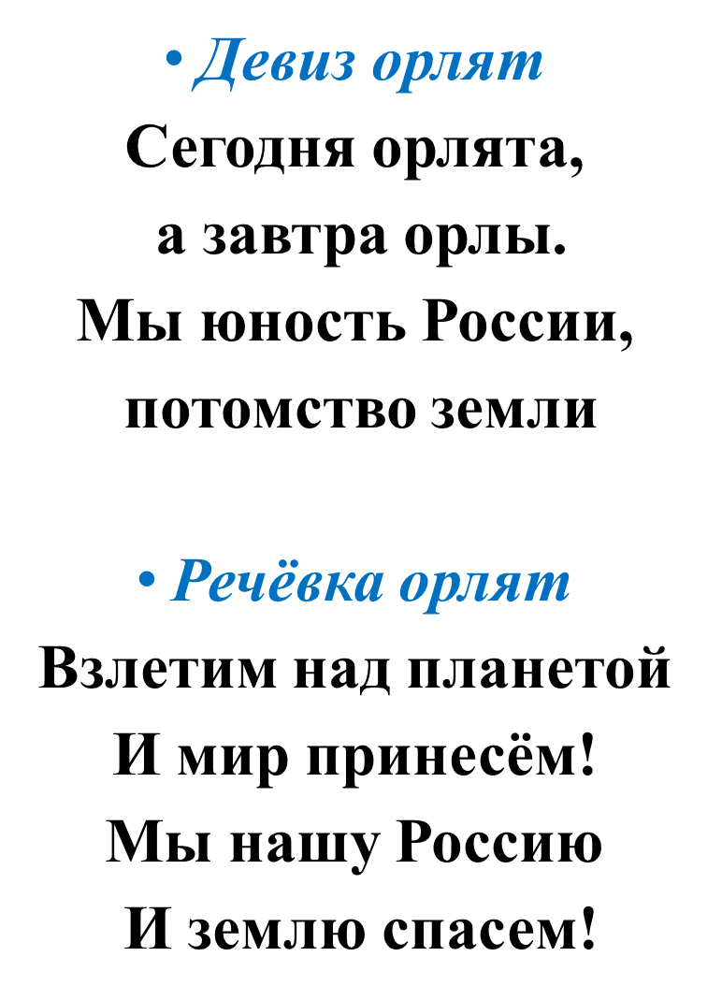 • Девиз орлят
Сегодня орлята,
а завтра орлы.
Мы юность России,
потомство земли
• Речёвка орлят
Взлетим над планетой
И мир принесём!
Мы нашу Россию
И землю спасем!